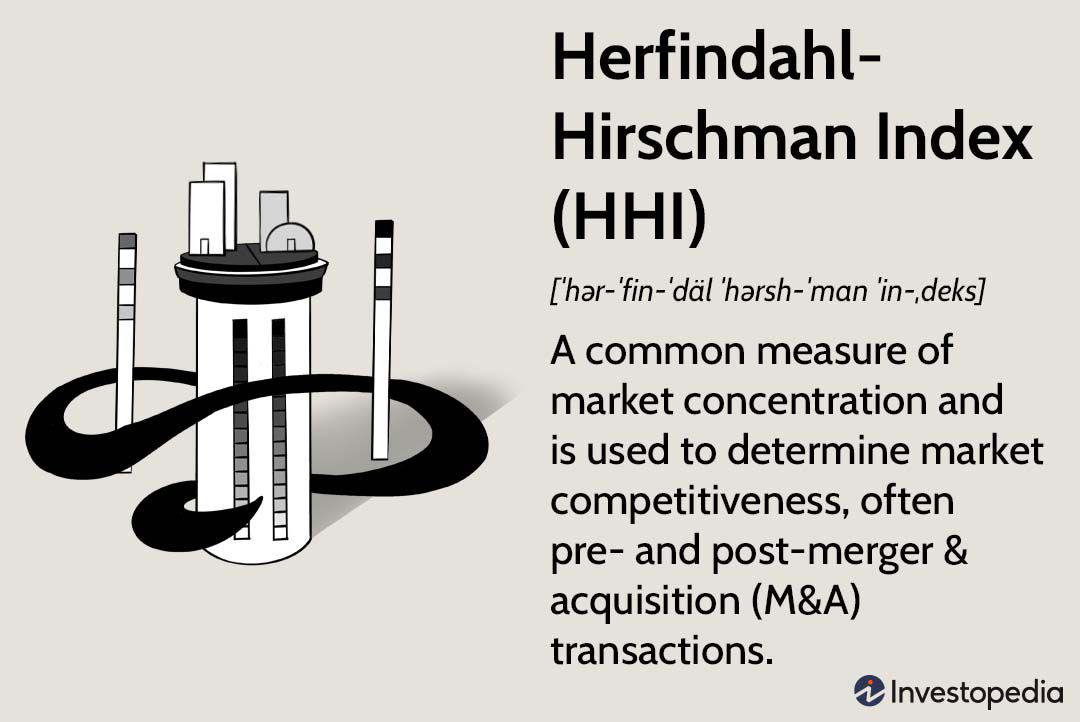 Herfindahl-
Hirschman Index
(HHI)
[ˈhər-ˈfin-ˈdäl ˈhərsh-ˈman ˈin-ˌdeks]
A common measure of
market concentration and
is used to determine market
competitiveness, often
pre- and post-merger &
acquisition (M&A)
transactions.
Investopedia